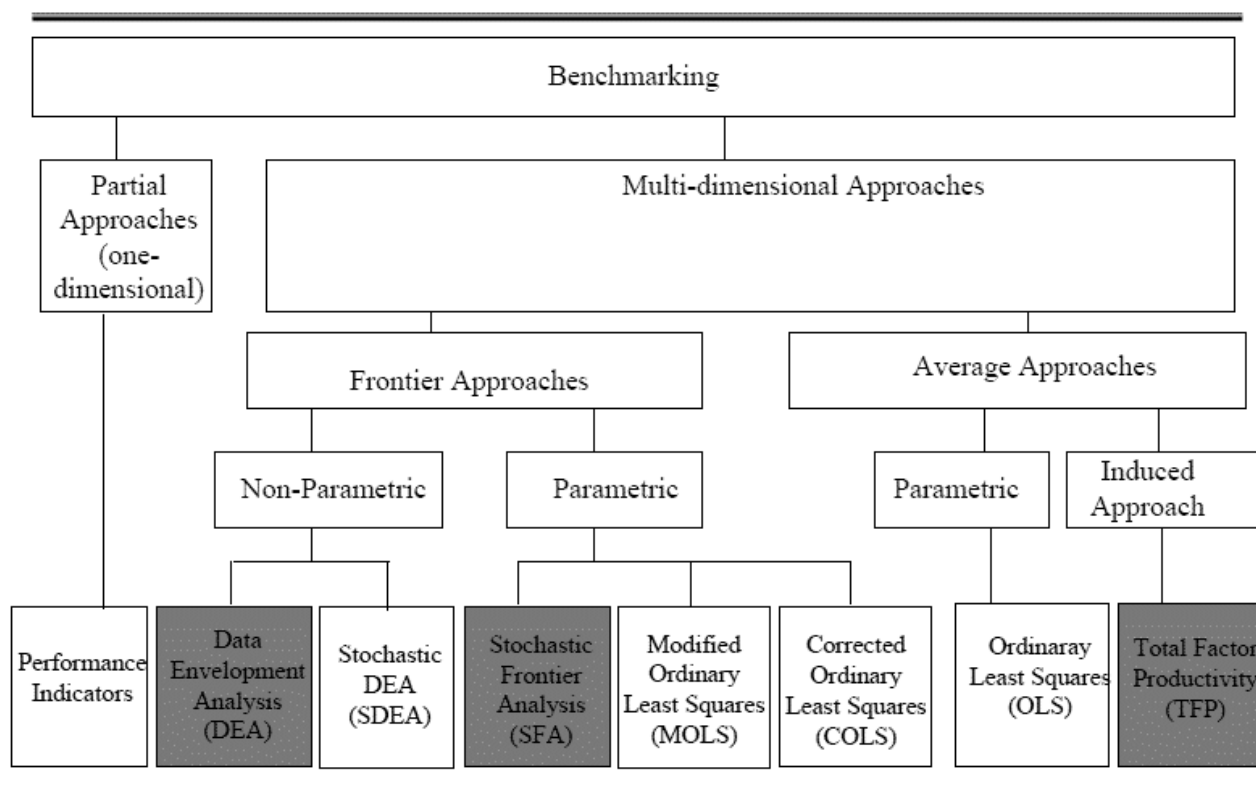 Benchmarking
Partial
Approaches
(one-
dimensional)
Multi-dimensional Approaches
Frontier Approaches
Average Approaches
Non-Parametric
Parametric
Parametric
Induced
Approach
Performance
Indicators
Data
Envelopment
Analysis
(DEA)
Stochastic
DEA
(SDEA)
Stochastic
Frontier
Analysis
(SFA)
Modified
Ordinary
Least Squares
(MOLS)
Corrected
Ordinary
Least Squares
(COLS)
Ordinaray
Least Squares
(OLS)
Total Factor
Productivity
(TFP)